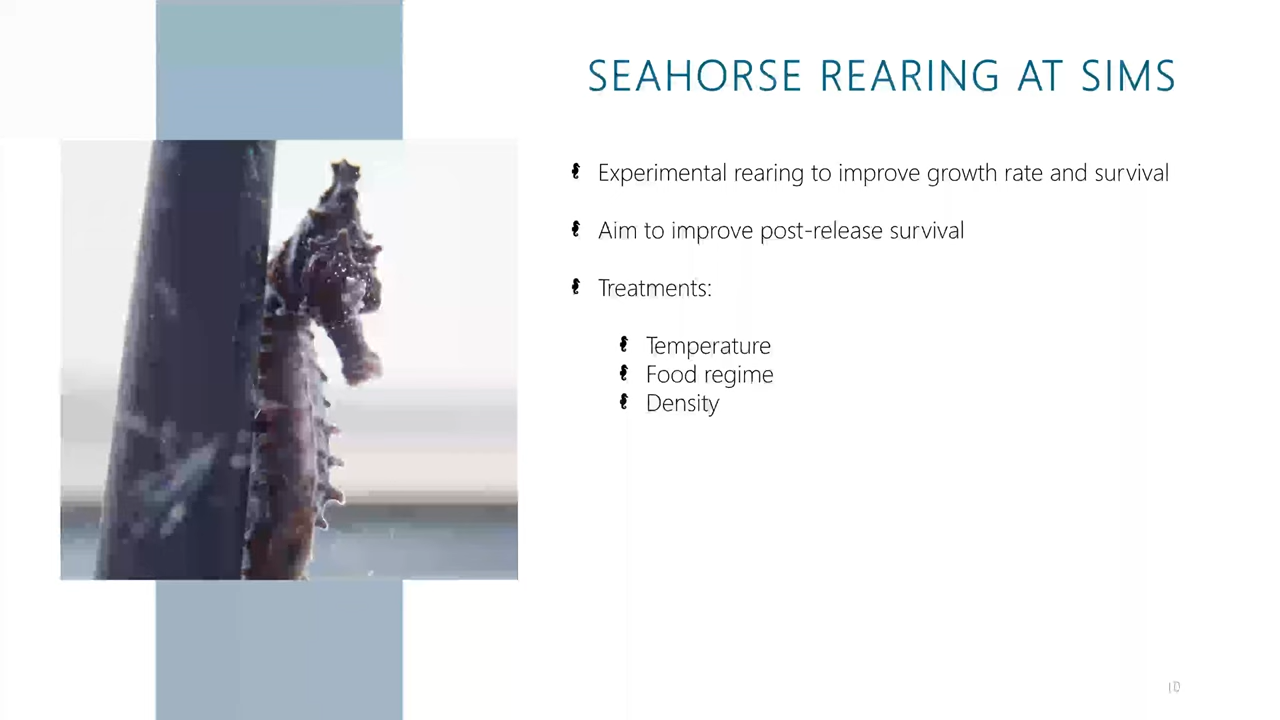 SEAHORSE REARING AT SIMS
Experimental rearing to improve growth rate and survival
Aim to improve post-release survival
Treatments:
Temperature
Food regime
Density